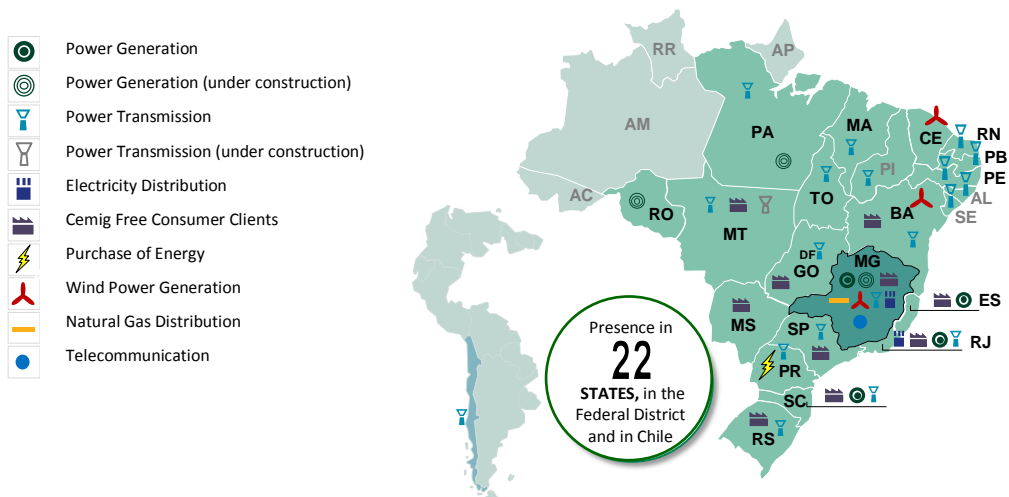 Power Generation
Power Generation (under construction)
Power Transmission
Power Transmission (under construction)
Electricity Distribution
Cemig Free Consumer Clients
Purchase of Energy
Wind Power Generation
Natural Gas Distribution
Telecommunication
Presence in
22
STATES, in the
Federal District
and in Chile
RR
AP
AM
PA
MA
CE
RN
PB
PI
PE
AC
AL
RO
TO
BA
SE
MT
DF
GO
MG
ES
MS
SP
RJ
PR
SC
RS